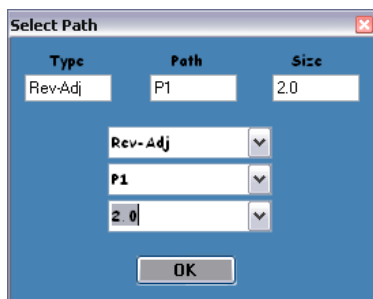 Select Path
Type Path Size
Rev-Adj P1 2.0
Rev-Adj
P1
2.0
OK